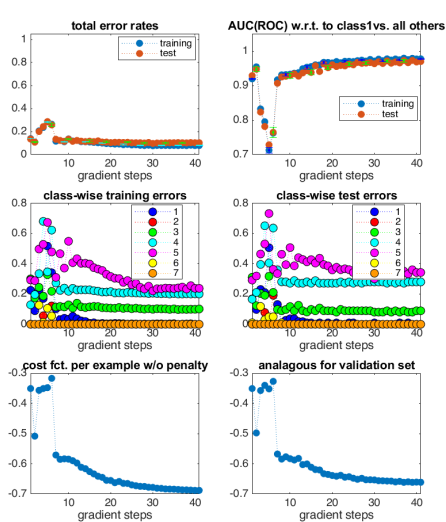 total error rates
AUC(ROC) w.r.t. to class1vs. all others
1
0.8
0.6
0.4
0.2
0
training
test
10 20 30 40
gradient steps
1
0.9
0.8
0.7
training
test
10 20 30 40
gradient steps
class-wise training errors
class-wise test errors
0.8
0.6
0.4
0.2
0
1
2
3
4
5
6
7
10 20 30 40
0.8
0.6
0.4
0.2
0
1
2
3
4
5
6
7
10 20 30 40
cost fct. per example w/o penalty
analagous for validation set
-0.3
-0.4
-0.5
-0.6
-0.7
10 20 30 40
gradient steps
-0.3
-0.4
-0.5
-0.6
-0.7
10 20 30 40
gradient steps